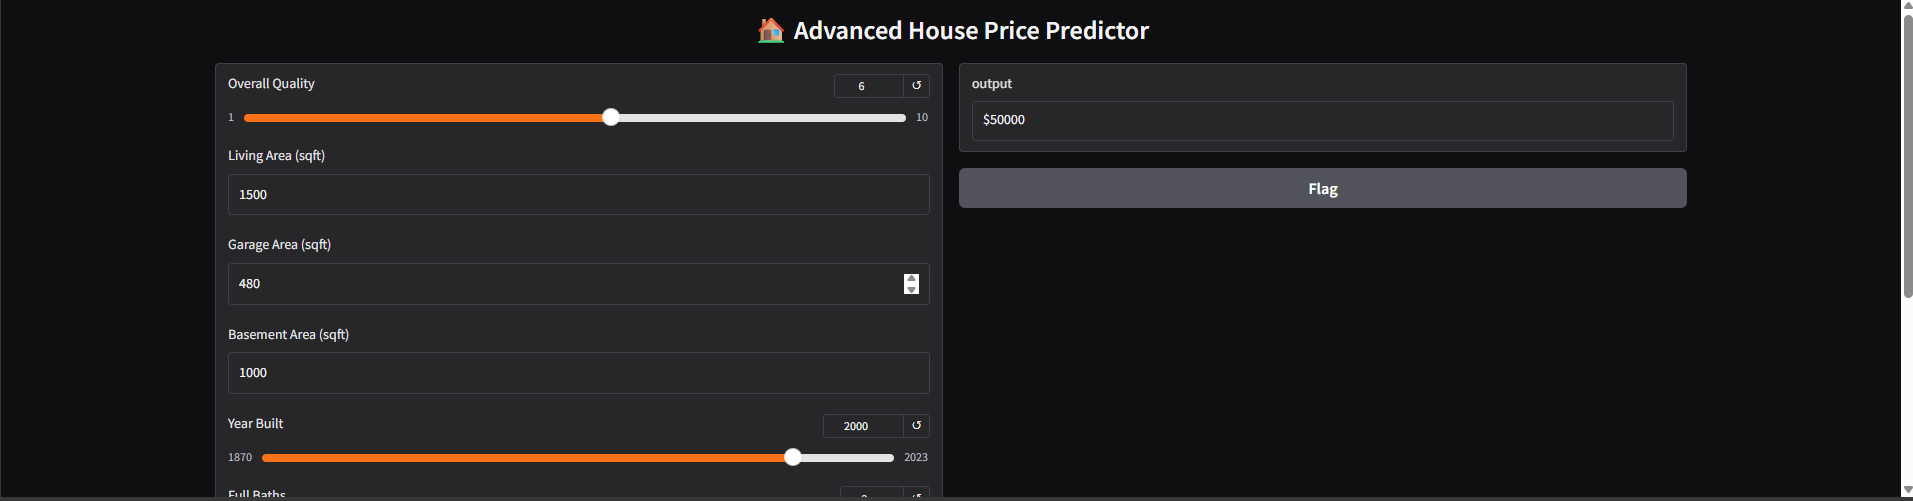 🏠 Advanced House Price Predictor
Overall Quality
6
1
10
Living Area (sqft)
1500
Garage Area (sqft)
480
Basement Area (sqft)
1000
Year Built
2000
1870
2023
Full Baths
output
$50000
Flag